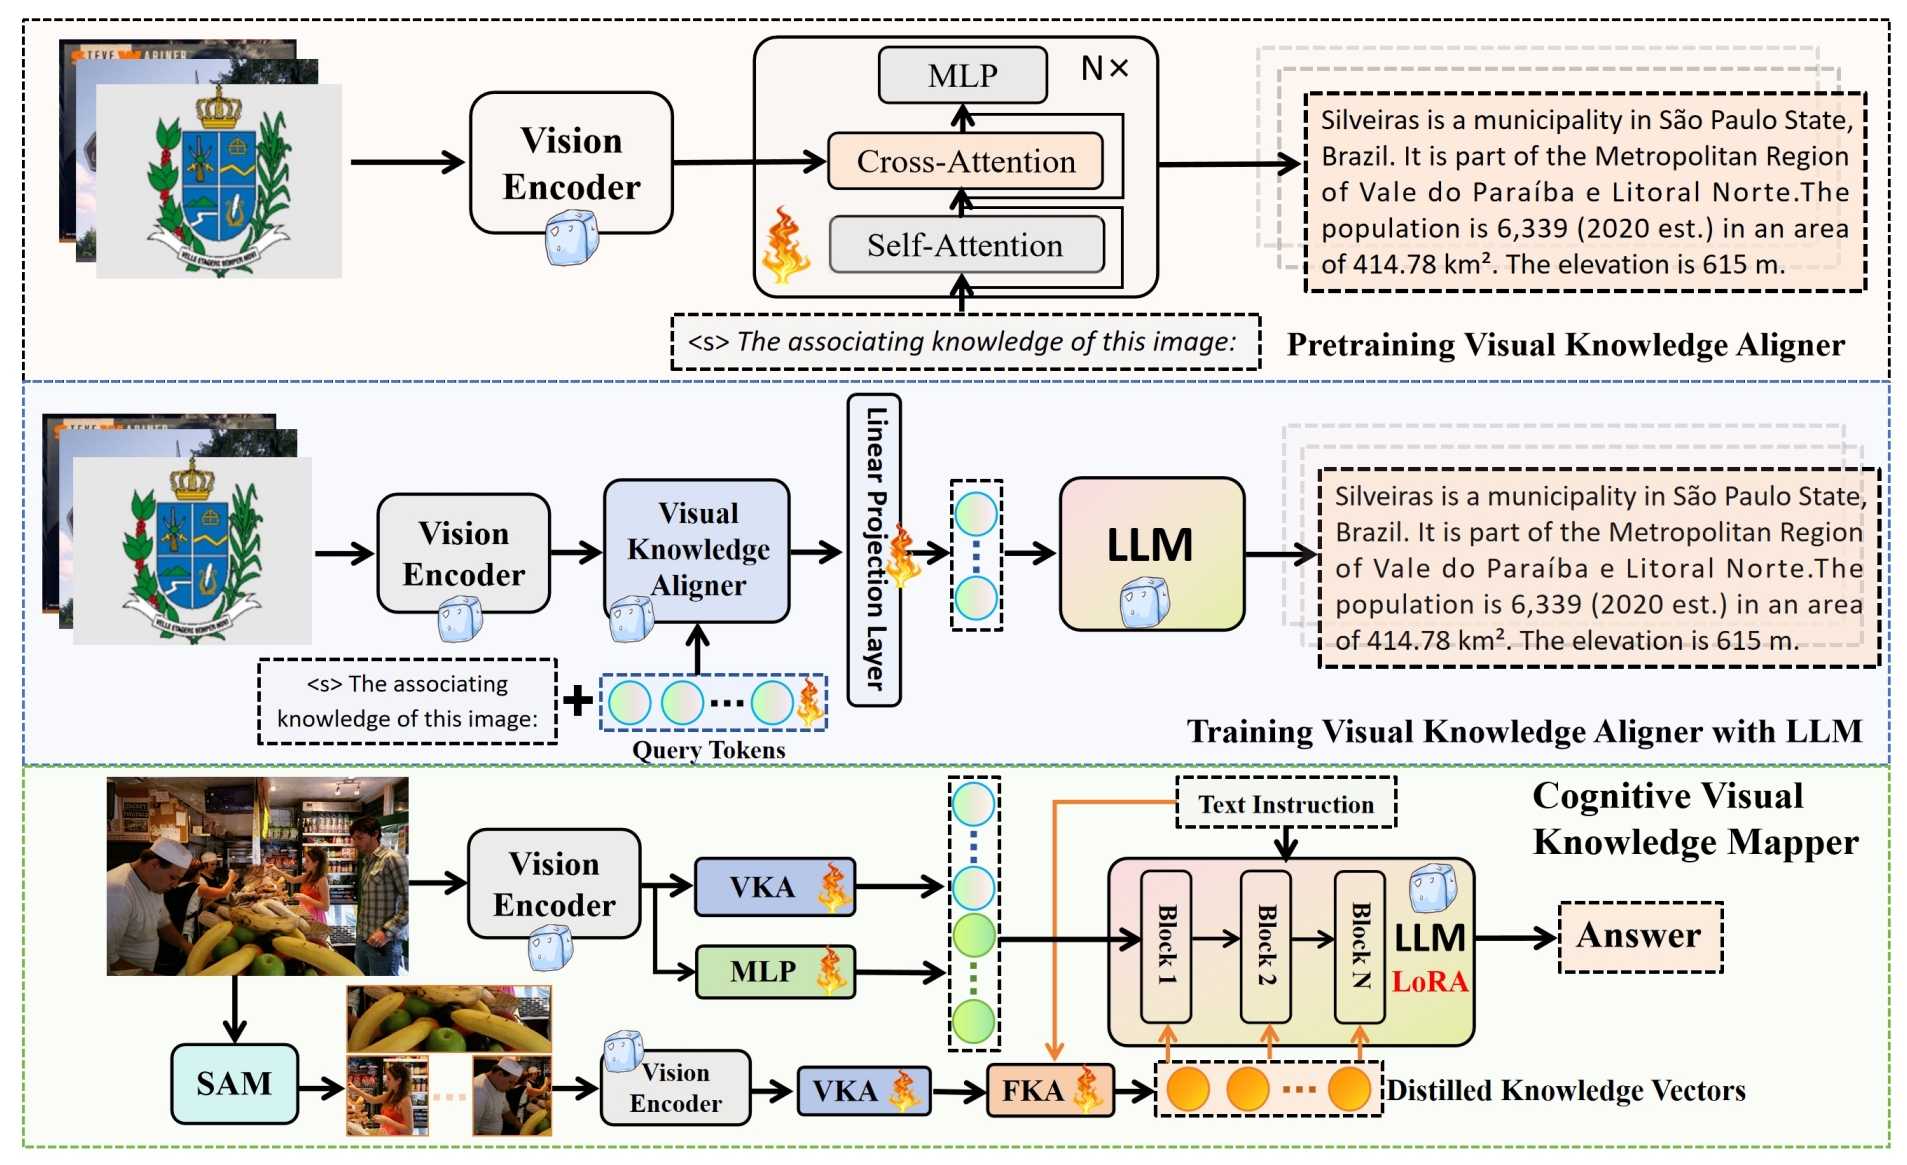 STEVE WARINER
VELLE STAGERE SEMPER NOVI
Vision
Encoder
MLP
N×
Cross-Attention
Self-Attention
<s> The associating knowledge of this image:
Silveiras is a municipality in São Paulo State,
Brazil. It is part of the Metropolitan Region
of Vale do Paraíba e Litoral Norte.The
population is 6,339 (2020 est.) in an area
of 414.78 km². The elevation is 615 m.
Pretraining Visual Knowledge Aligner
Vision
Encoder
Visual
Knowledge
Aligner
Linear Projection Layer
LLM
Silveiras is a municipality in São Paulo State,
Brazil. It is part of the Metropolitan Region
of Vale do Paraíba e Litoral Norte.The
population is 6,339 (2020 est.) in an area
of 414.78 km². The elevation is 615 m.
<s> The associating
knowledge of this image:
+
Query Tokens
Training Visual Knowledge Aligner with LLM
Cognitive Visual
Knowledge Mapper
Vision
Encoder
VKA
MLP
Text Instruction
Block 1
Block 2
Block N
LLM
LoRA
Answer
SAM
Vision
Encoder
VKA
FKA
Distilled Knowledge Vectors